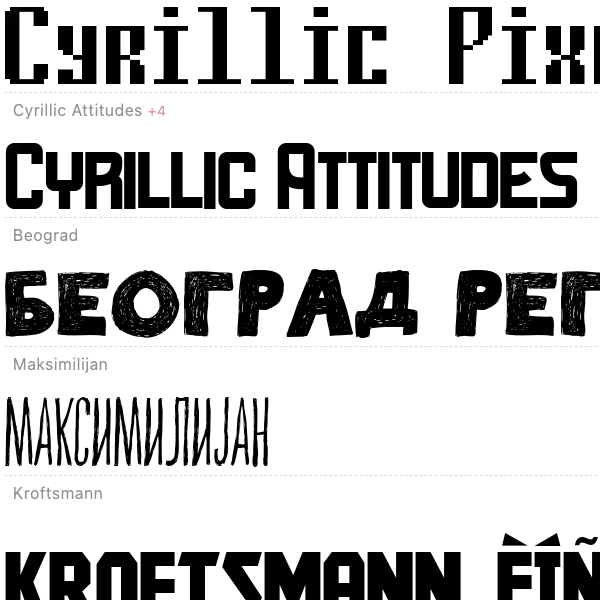 Cyrillic Pix
Cyrillic Attitudes +4
Cyrillic Attitudes
Beograd
БЕОГРАД РЕГ
Maksimilijan
МАКСИМИЛИЈАН
Kroftsmann
KROFTSMANN